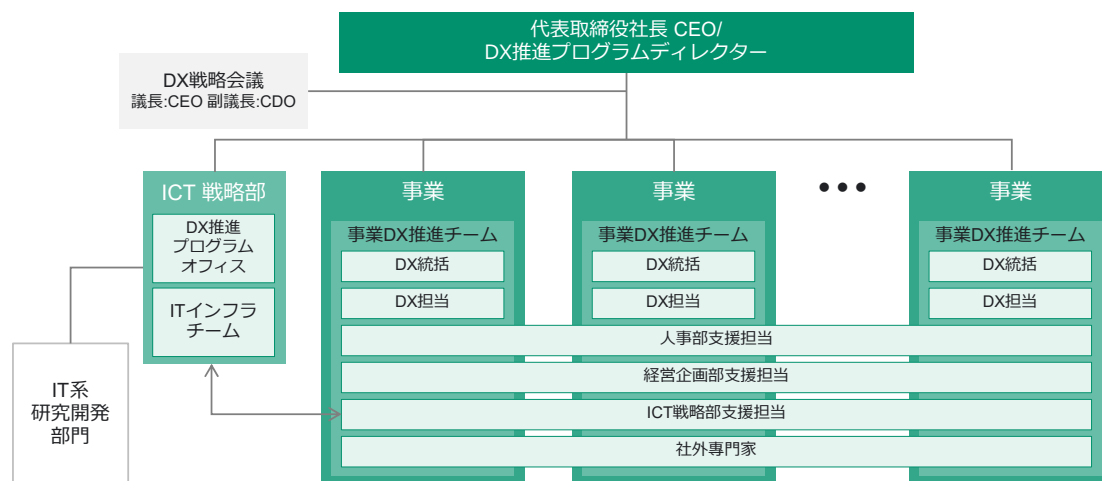 代表取締役社長 CEO/
DX推進プログラムディレクター
DX戦略会議
議長:CEO 副議長:CDO
ICT 戦略部
DX推進
プログラム
オフィス
ITインフラ
チーム
IT系
研究開発
部門
事業
事業DX推進チーム
DX統括
DX担当
事業
事業DX推進チーム
DX統括
DX担当
•••
事業
事業DX推進チーム
DX統括
DX担当
人事部支援担当
経営企画部支援担当
ICT戦略部支援担当
社外専門家